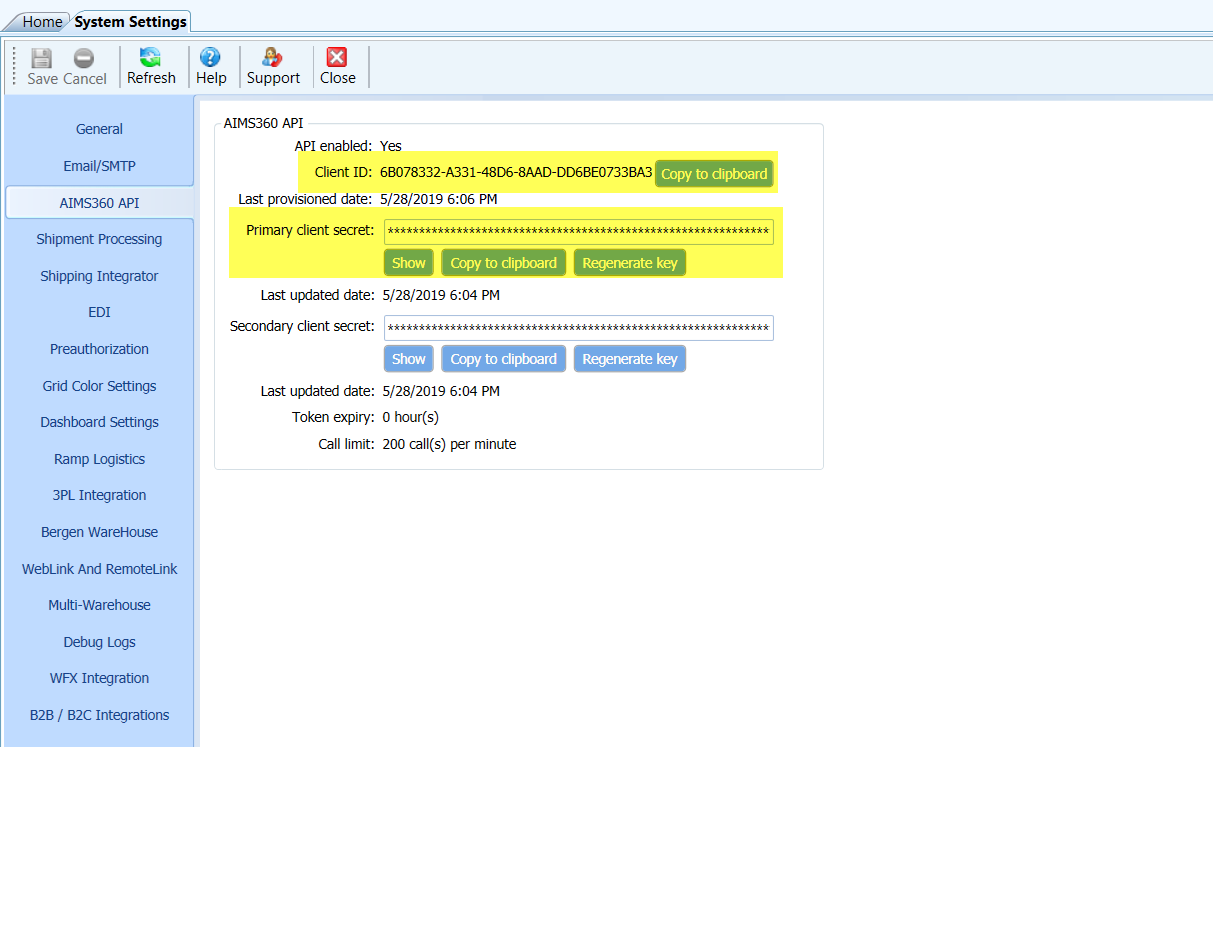 Home System Settings
Save Cancel Refresh Help Support Close
General
Email/SMTP
AIMS360 API
Shipment Processing
Shipping Integrator
EDI
Preauthorization
Grid Color Settings
Dashboard Settings
Ramp Logistics
3PL Integration
Bergen WareHouse
WebLink And RemoteLink
Multi-Warehouse
Debug Logs
WFX Integration
B2B / B2C Integrations
AIMS360 API
API enabled: Yes
Client ID: 6B078332-A331-48D6-8AAD-DD6BE0733BA3 Copy to clipboard
Last provisioned date: 5/28/2019 6:06 PM
Primary client secret: *************************************************************
Show Copy to clipboard Regenerate key
Last updated date: 5/28/2019 6:04 PM
Secondary client secret: *************************************************************
Show Copy to clipboard Regenerate key
Last updated date: 5/28/2019 6:04 PM
Token expiry: 0 hour(s)
Call limit: 200 call(s) per minute